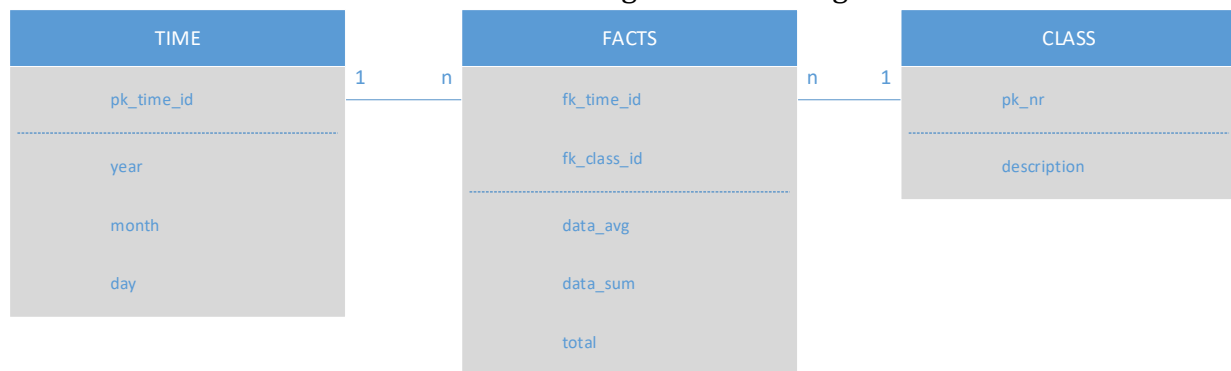 TIME
pk_time_id
year
month
day
1 n
FACTS
fk_time_id
fk_class_id
data_avg
data_sum
total
n 1
CLASS
pk_nr
description